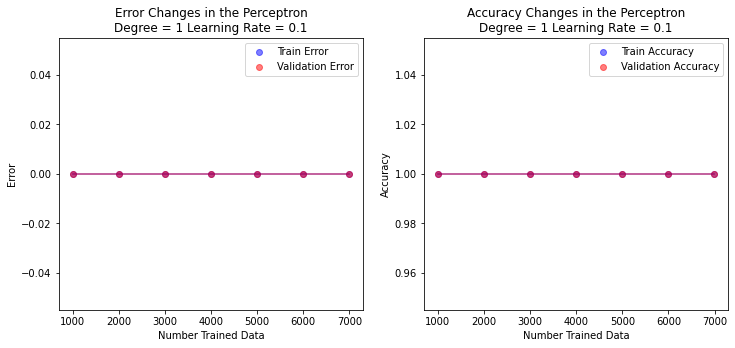 Error Changes in the Perceptron
Degree = 1 Learning Rate = 0.1
Train Error
Validation Error
0.04
0.02
0.00
−0.02
−0.04
Error
1000 2000 3000 4000 5000 6000 7000
Number Trained Data
Accuracy Changes in the Perceptron
Degree = 1 Learning Rate = 0.1
Train Accuracy
Validation Accuracy
1.04
1.02
1.00
0.98
0.96
Accuracy
1000 2000 3000 4000 5000 6000 7000
Number Trained Data